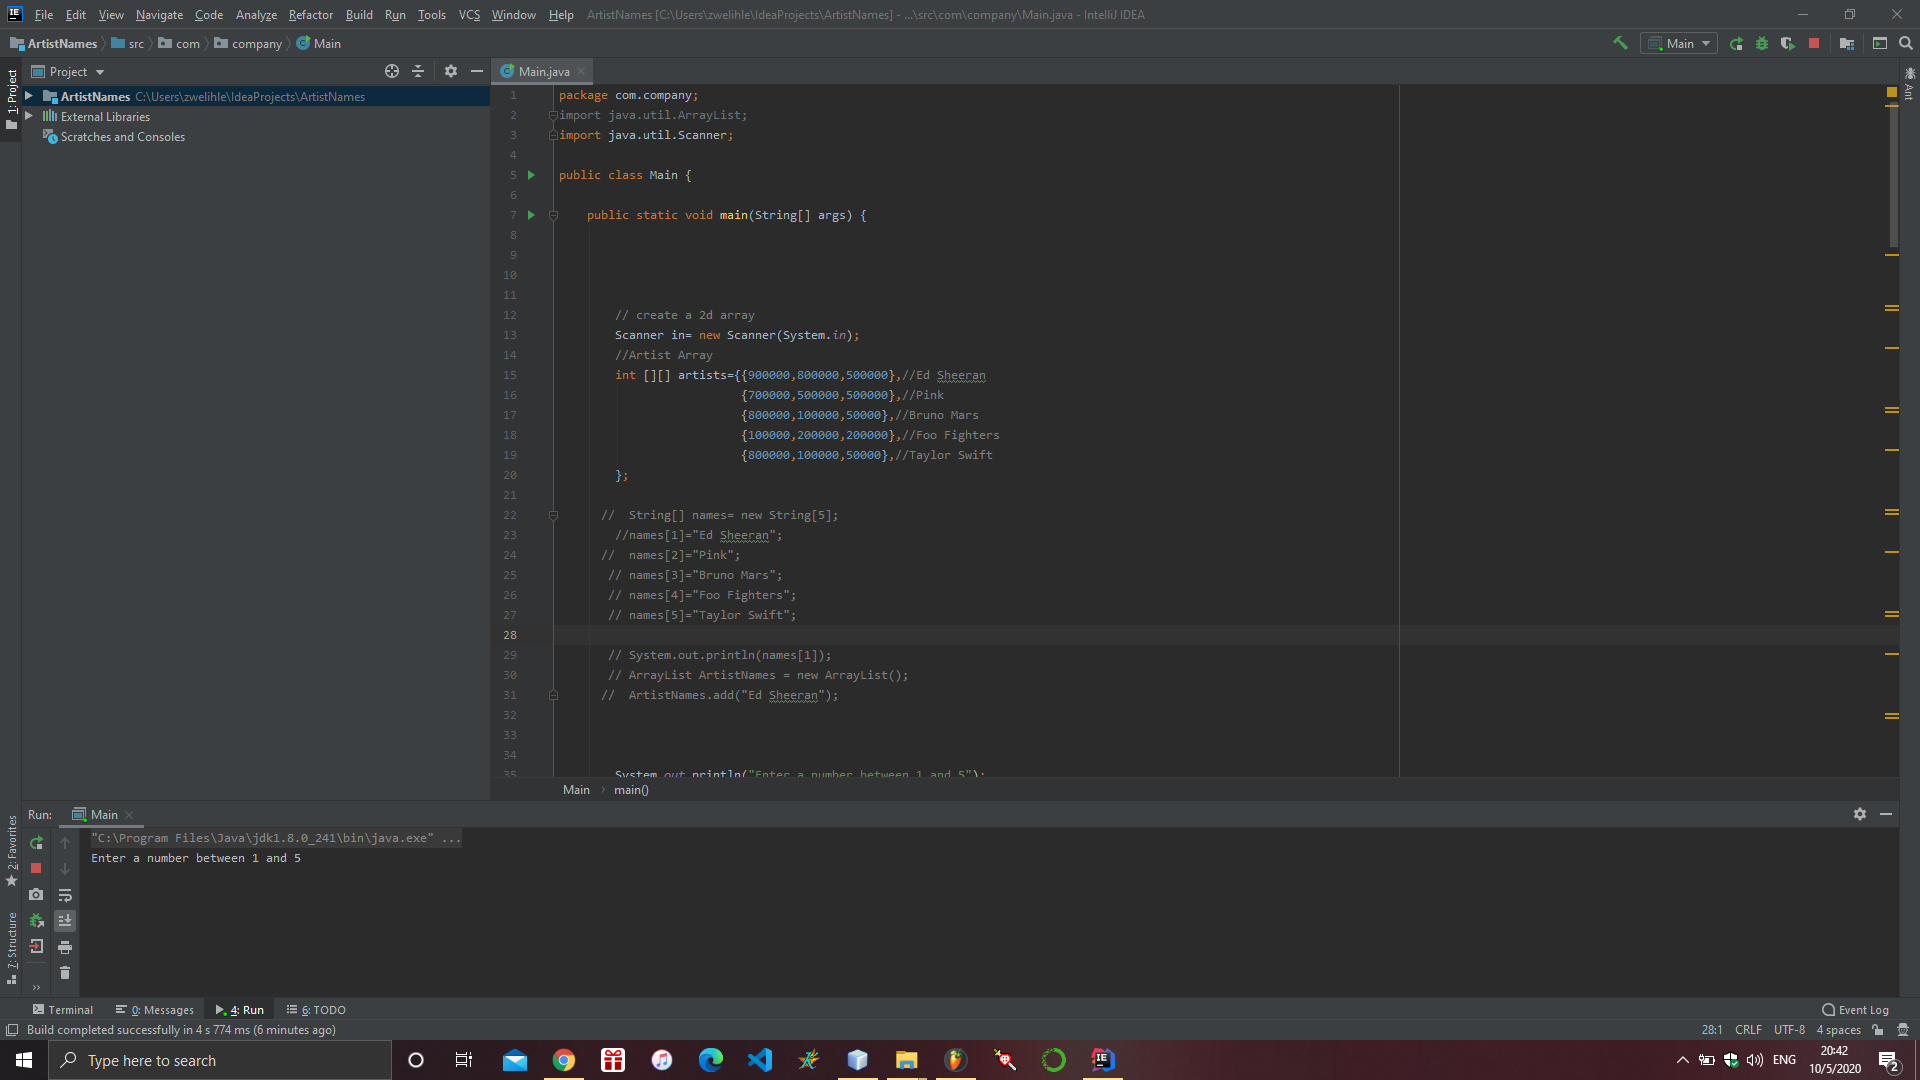 File Edit View Navigate Code Analyze Refactor Build Run Tools VCS Window Help ArtistNames [C:\Users\zwelihle\IdeaProjects\ArtistNames] - ...\src\com\company\Main.java - IntelliJ IDEA
ArtistNames src com company Main
Main
1: Project
Project
Main.java
Ant
ArtistNames C:\Users\zwelihle\IdeaProjects\ArtistNames
External Libraries
Scratches and Consoles
1 package com.company;
2 import java.util.ArrayList;
3 import java.util.Scanner;
4
5 public class Main {
6
7 public static void main(String[] args) {
8
9
10
11
12 // create a 2d array
13 Scanner in= new Scanner(System.in);
14 //Artist Array
15 int [][] artists={{900000,800000,500000},//Ed Sheeran
16 {700000,500000,500000},//Pink
17 {800000,100000,50000},//Bruno Mars
18 {100000,200000,200000},//Foo Fighters
19 {800000,100000,50000},//Taylor Swift
20 };
21
22 // String[] names= new String[5];
23 //names[1]="Ed Sheeran";
24 // names[2]="Pink";
25 // names[3]="Bruno Mars";
26 // names[4]="Foo Fighters";
27 // names[5]="Taylor Swift";
28
29 // System.out.println(names[1]);
30 // ArrayList ArtistNames = new ArrayList();
31 // ArtistNames.add("Ed Sheeran");
32
33
34
35 System.out.println("Enter a number between 1 and 5");
Main main()
Run: Main
"C:\Program Files\Java\jdk1.8.0_241\bin\java.exe" ...
Enter a number between 1 and 5
2: Favorites
7: Structure
Terminal 0: Messages 4: Run 6: TODO Event Log
Build completed successfully in 4 s 774 ms (6 minutes ago) 28:1 CRLF UTF-8 4 spaces
Type here to search
ENG
20:42
10/5/2020
2